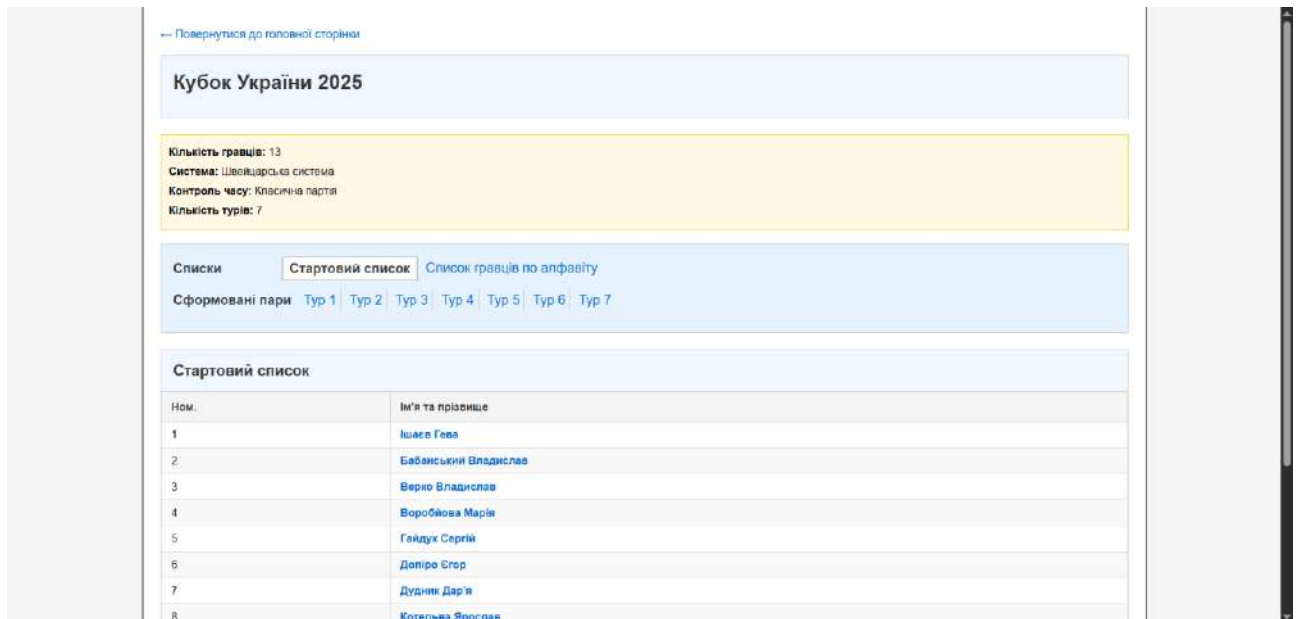 ← Повернутися до головної сторінки
Кубок України 2025
Кількість гравців: 13
Система: Швейцарська система
Контроль часу: Класична партія
Кількість турів: 7
Списки Стартовий список Список гравців по алфавіту
Сформовані пари Тур 1 Тур 2 Тур 3 Тур 4 Тур 5 Тур 6 Тур 7
Стартовий список
Ном. Ім'я та прізвище
1 Ішаєв Гева
2 Бабанський Владислав
3 Верко Владислав
4 Воробйова Марія
5 Гайдук Сергій
6 Допіро Єгор
7 Дудник Дар'я
8 Котельва Ярослав